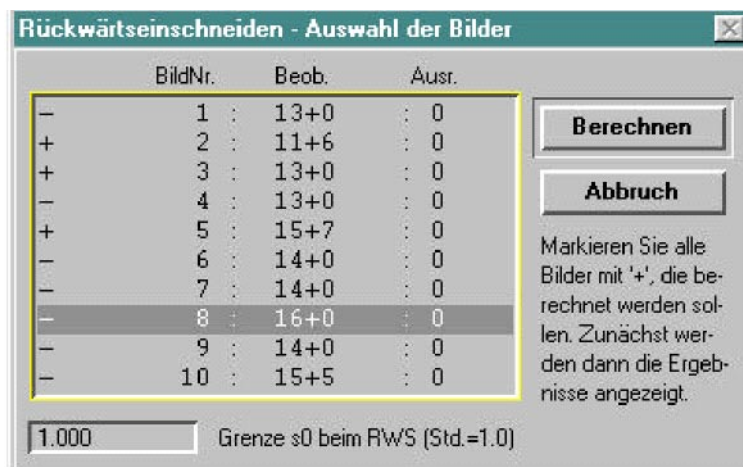 Rückwärtseinschneiden - Auswahl der Bilder
BildNr. Beob. Ausr.
– 1 : 13+0 : 0
+ 2 : 11+6 : 0
+ 3 : 13+0 : 0
– 4 : 13+0 : 0
+ 5 : 15+7 : 0
– 6 : 14+0 : 0
– 7 : 14+0 : 0
– 8 : 16+0 : 0
– 9 : 14+0 : 0
– 10 : 15+5 : 0
Berechnen
Abbruch
Markieren Sie alle
Bilder mit '+', die be-
rechnet werden sol-
len. Zunächst wer-
den dann die Ergeb-
nisse angezeigt.
1.000 Grenze s0 beim RWS (Std.=1.0)